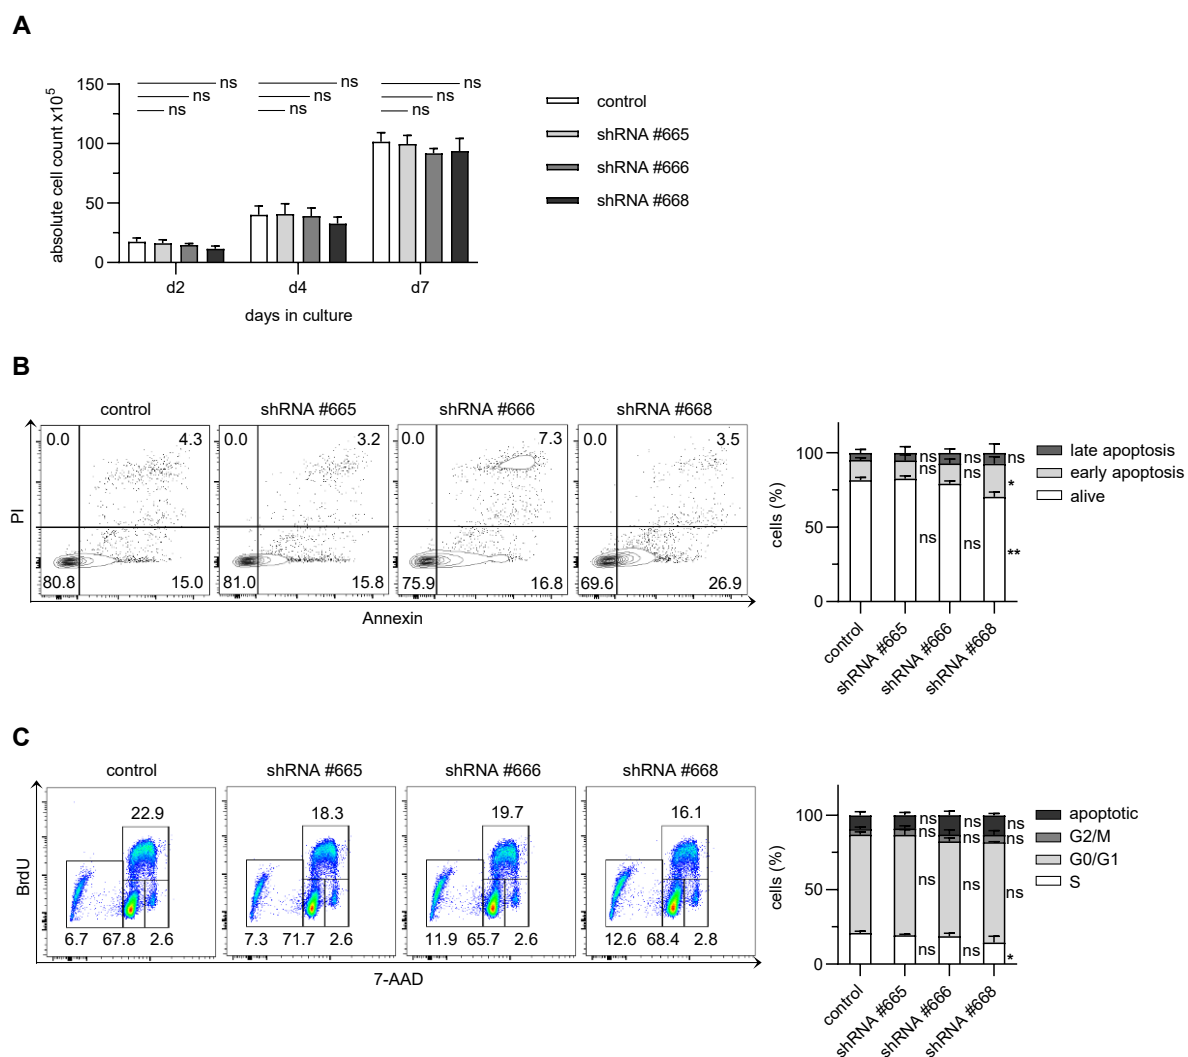 A
absolute cell count x10⁵
150
100
50
0
ns
ns
ns
ns
ns
ns
ns
ns
ns
d2
d4
d7
days in culture
control
shRNA #665
shRNA #666
shRNA #668
B
control
shRNA #665
shRNA #666
shRNA #668
PI
0.0
4.3
80.8
15.0
0.0
3.2
81.0
15.8
0.0
7.3
75.9
16.8
0.0
3.5
69.6
26.9
Annexin
cells (%)
100
50
0
ns
ns
ns
ns
ns
ns
ns
*
**
control
shRNA #665
shRNA #666
shRNA #668
late apoptosis
early apoptosis
alive
C
control
shRNA #665
shRNA #666
shRNA #668
BrdU
22.9
6.7 67.8 2.6
18.3
7.3 71.7 2.6
19.7
11.9 65.7 2.6
16.1
12.6 68.4 2.8
7-AAD
cells (%)
100
50
0
ns
ns
ns
ns
ns
ns
ns
ns
ns
ns
ns
*
control
shRNA #665
shRNA #666
shRNA #668
apoptotic
G2/M
G0/G1
S